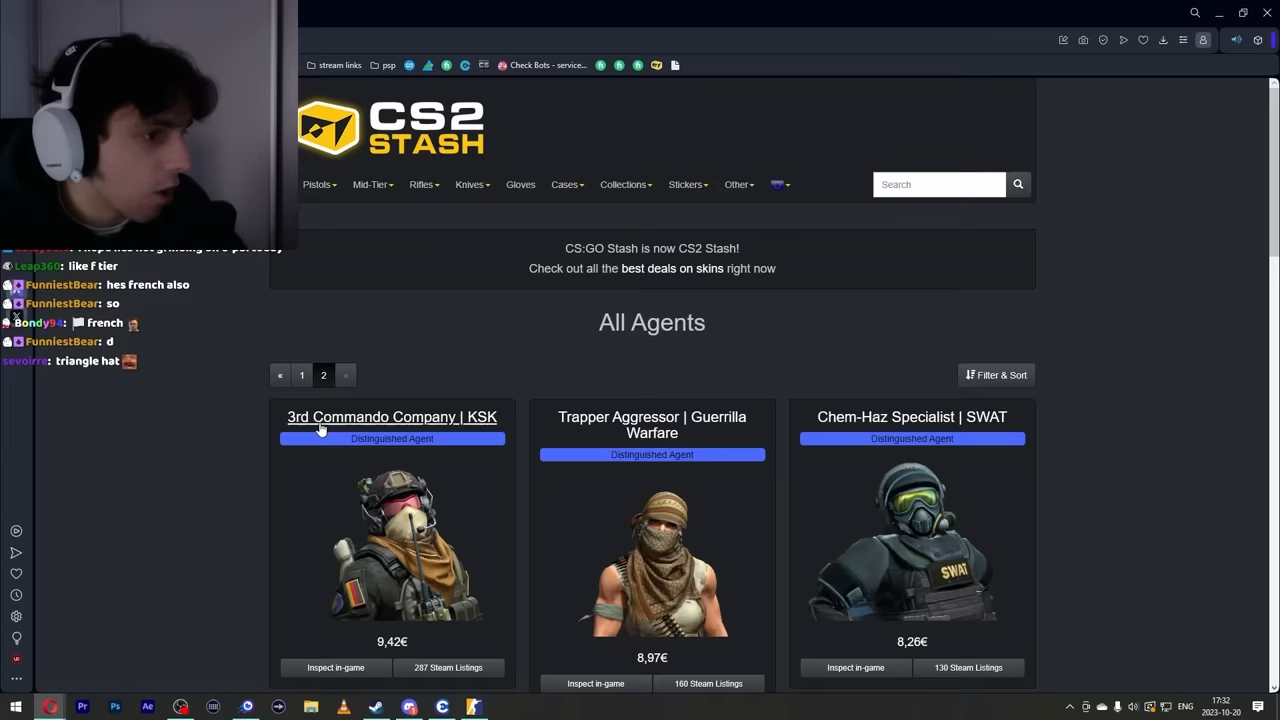 stream links
psp
Check Bots - service...
CS2
STASH
Pistols
Mid-Tier
Rifles
Knives
Gloves
Cases
Collections
Stickers
Other
Search
CS:GO Stash is now CS2 Stash!
Check out all the best deals on skins right now
Leap360: like f tier
FunniestBear: hes french also
FunniestBear: so
Bondy94: french
FunniestBear: d
sevoirre: triangle hat
All Agents
« 1 2 »
Filter & Sort
3rd Commando Company | KSK
Distinguished Agent
9,42€
Inspect in-game
287 Steam Listings
Trapper Aggressor | Guerrilla
Warfare
Distinguished Agent
8,97€
Inspect in-game
160 Steam Listings
Chem-Haz Specialist | SWAT
Distinguished Agent
SWAT
8,26€
Inspect in-game
130 Steam Listings
Pr
Ps
Ae
ENG
17:32
2023-10-20